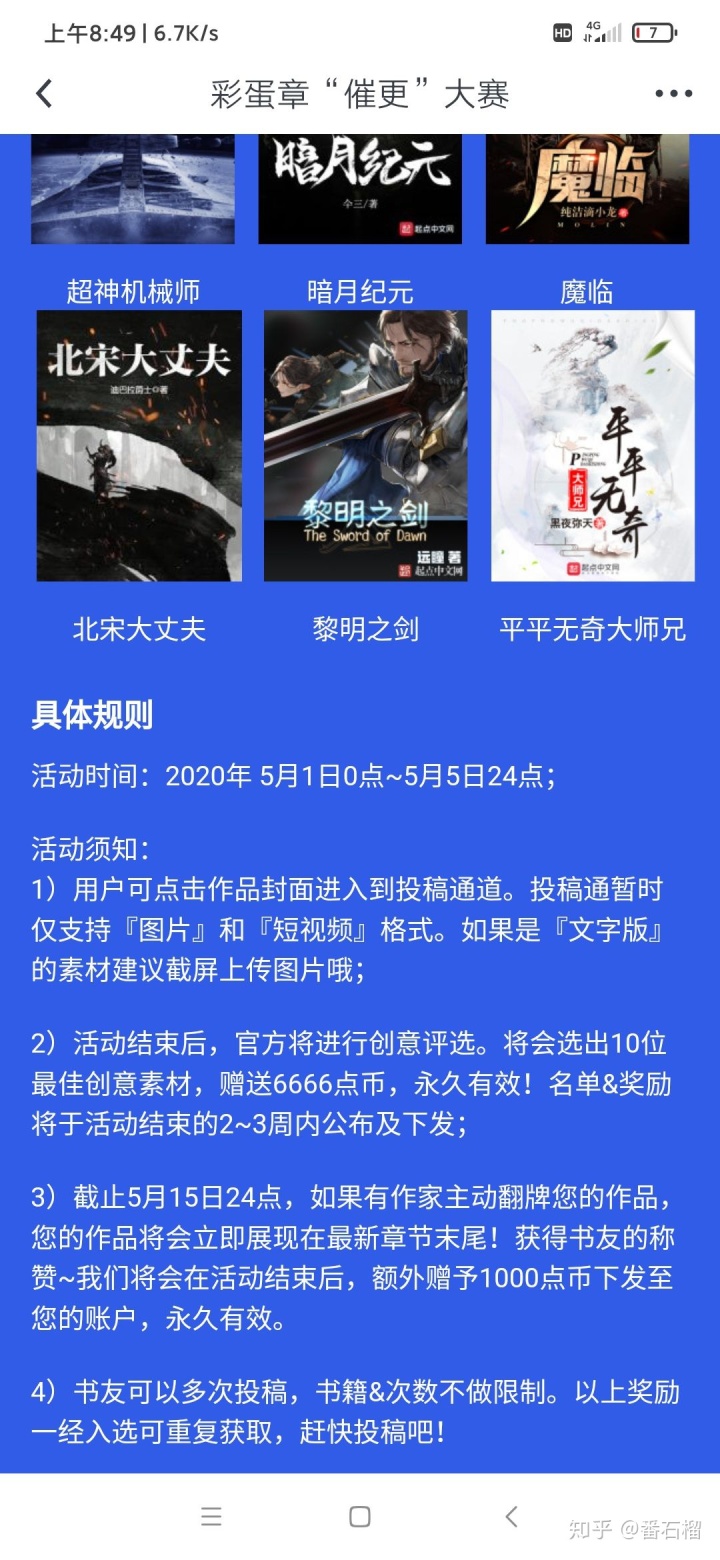 上午8:49 | 6.7K/s
HD 4G 7
彩蛋章“催更”大赛
暗月纪元
魔临
仐三/著
纯洁滴小龙 著
起点中文网
MOLIN
超神机械师 暗月纪元 魔临
北宋大丈夫
迪巴拉爵士◎著
平平无奇
大师兄
黑夜弥天 著
黎明之剑
The Sword of Dawn
远瞳 著
起点中文网
起点中文网
北宋大丈夫 黎明之剑 平平无奇大师兄
具体规则
活动时间：2020年 5月1日0点~5月5日24点；
活动须知：
1）用户可点击作品封面进入到投稿通道。投稿通暂时
仅支持『图片』和『短视频』格式。如果是『文字版』
的素材建议截屏上传图片哦；
2）活动结束后，官方将进行创意评选。将会选出10位
最佳创意素材，赠送6666点币，永久有效！名单&奖励
将于活动结束的2~3周内公布及下发；
3）截止5月15日24点，如果有作家主动翻牌您的作品，
您的作品将会立即展现在最新章节末尾！获得书友的称
赞~我们将会在活动结束后，额外赠予1000点币下发至
您的账户，永久有效。
4）书友可以多次投稿，书籍&次数不做限制。以上奖励
一经入选可重复获取，赶快投稿吧！
知乎 @番石榴